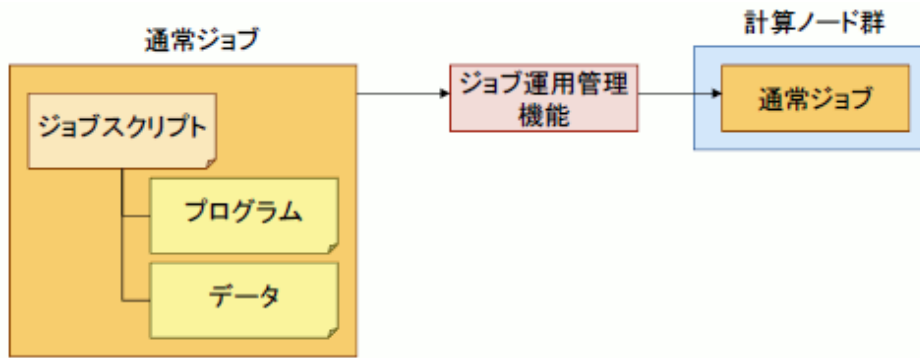 通常ジョブ
ジョブスクリプト
プログラム
データ
ジョブ運用管理
機能
計算ノード群
通常ジョブ